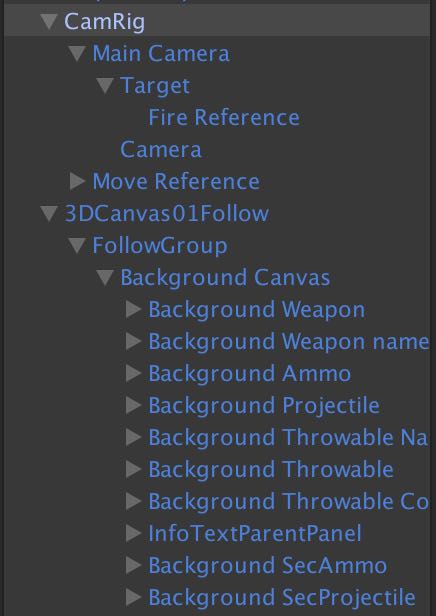 CamRig
Main Camera
Target
Fire Reference
Camera
Move Reference
3DCanvas01Follow
FollowGroup
Background Canvas
Background Weapon
Background Weapon name
Background Ammo
Background Projectile
Background Throwable Na
Background Throwable
Background Throwable Co
InfoTextParentPanel
Background SecAmmo
Background SecProjectile